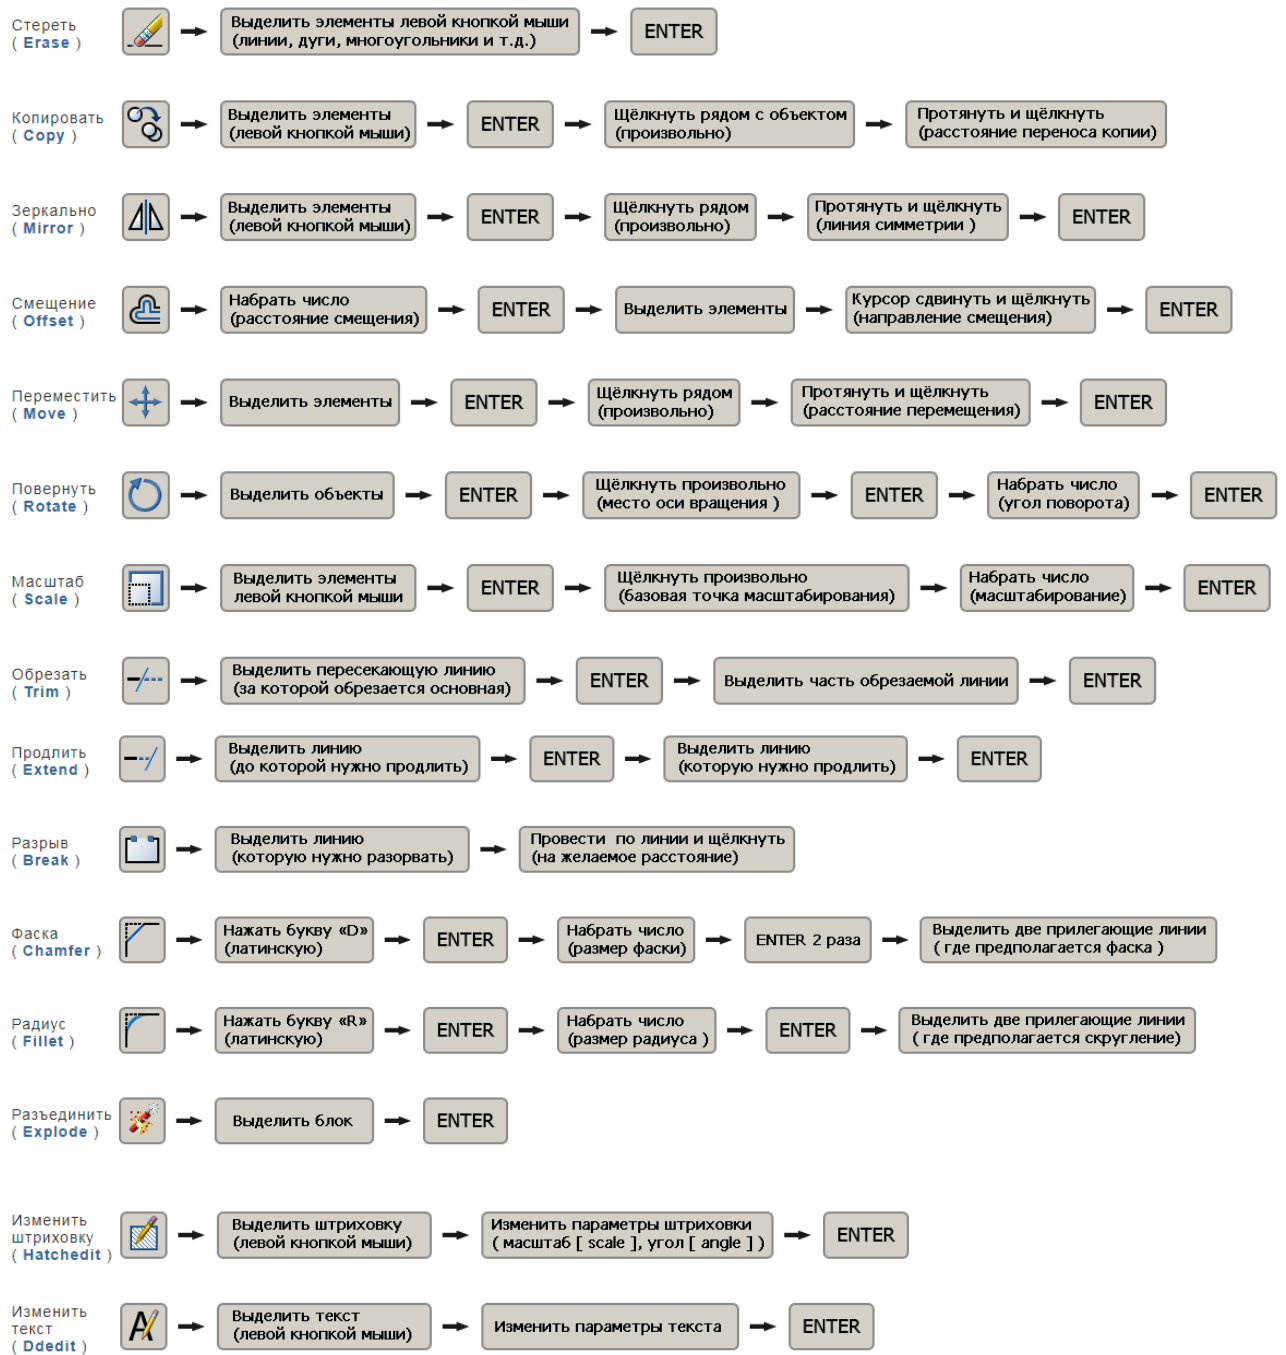 Стереть
( Erase )
Выделить элементы левой кнопкой мыши
(линии, дуги, многоугольники и т.д.)
ENTER
Копировать
( Copy )
Выделить элементы
(левой кнопкой мыши)
ENTER
Щёлкнуть рядом с объектом
(произвольно)
Протянуть и щёлкнуть
(расстояние переноса копии)
Зеркально
( Mirror )
Выделить элементы
(левой кнопкой мыши)
ENTER
Щёлкнуть рядом
(произвольно)
Протянуть и щёлкнуть
(линия симметрии )
ENTER
Смещение
( Offset )
Набрать число
(расстояние смещения)
ENTER
Выделить элементы
Курсор сдвинуть и щёлкнуть
(направление смещения)
ENTER
Переместить
( Move )
Выделить элементы
ENTER
Щёлкнуть рядом
(произвольно)
Протянуть и щёлкнуть
(расстояние перемещения)
ENTER
Повернуть
( Rotate )
Выделить объекты
ENTER
Щёлкнуть произвольно
(место оси вращения )
ENTER
Набрать число
(угол поворота)
ENTER
Масштаб
( Scale )
Выделить элементы
левой кнопкой мыши
ENTER
Щёлкнуть произвольно
(базовая точка масштабирования)
Набрать число
(масштабирование)
ENTER
Обрезать
( Trim )
Выделить пересекающую линию
(за которой обрезается основная)
ENTER
Выделить часть обрезаемой линии
ENTER
Продлить
( Extend )
Выделить линию
(до которой нужно продлить)
ENTER
Выделить линию
(которую нужно продлить)
ENTER
Разрыв
( Break )
Выделить линию
(которую нужно разорвать)
Провести по линии и щёлкнуть
(на желаемое расстояние)
Фаска
( Chamfer )
Нажать букву «D»
(латинскую)
ENTER
Набрать число
(размер фаски)
ENTER 2 раза
Выделить две прилегающие линии
( где предполагается фаска )
Радиус
( Fillet )
Нажать букву «R»
(латинскую)
ENTER
Набрать число
(размер радиуса )
ENTER
Выделить две прилегающие линии
( где предполагается скругление)
Разъединить
( Explode )
Выделить блок
ENTER
Изменить
штриховку
( Hatchedit )
Выделить штриховку
(левой кнопкой мыши)
Изменить параметры штриховки
( масштаб [ scale ], угол [ angle ] )
ENTER
Изменить
текст
( Ddedit )
Выделить текст
(левой кнопкой мыши)
Изменить параметры текста
ENTER